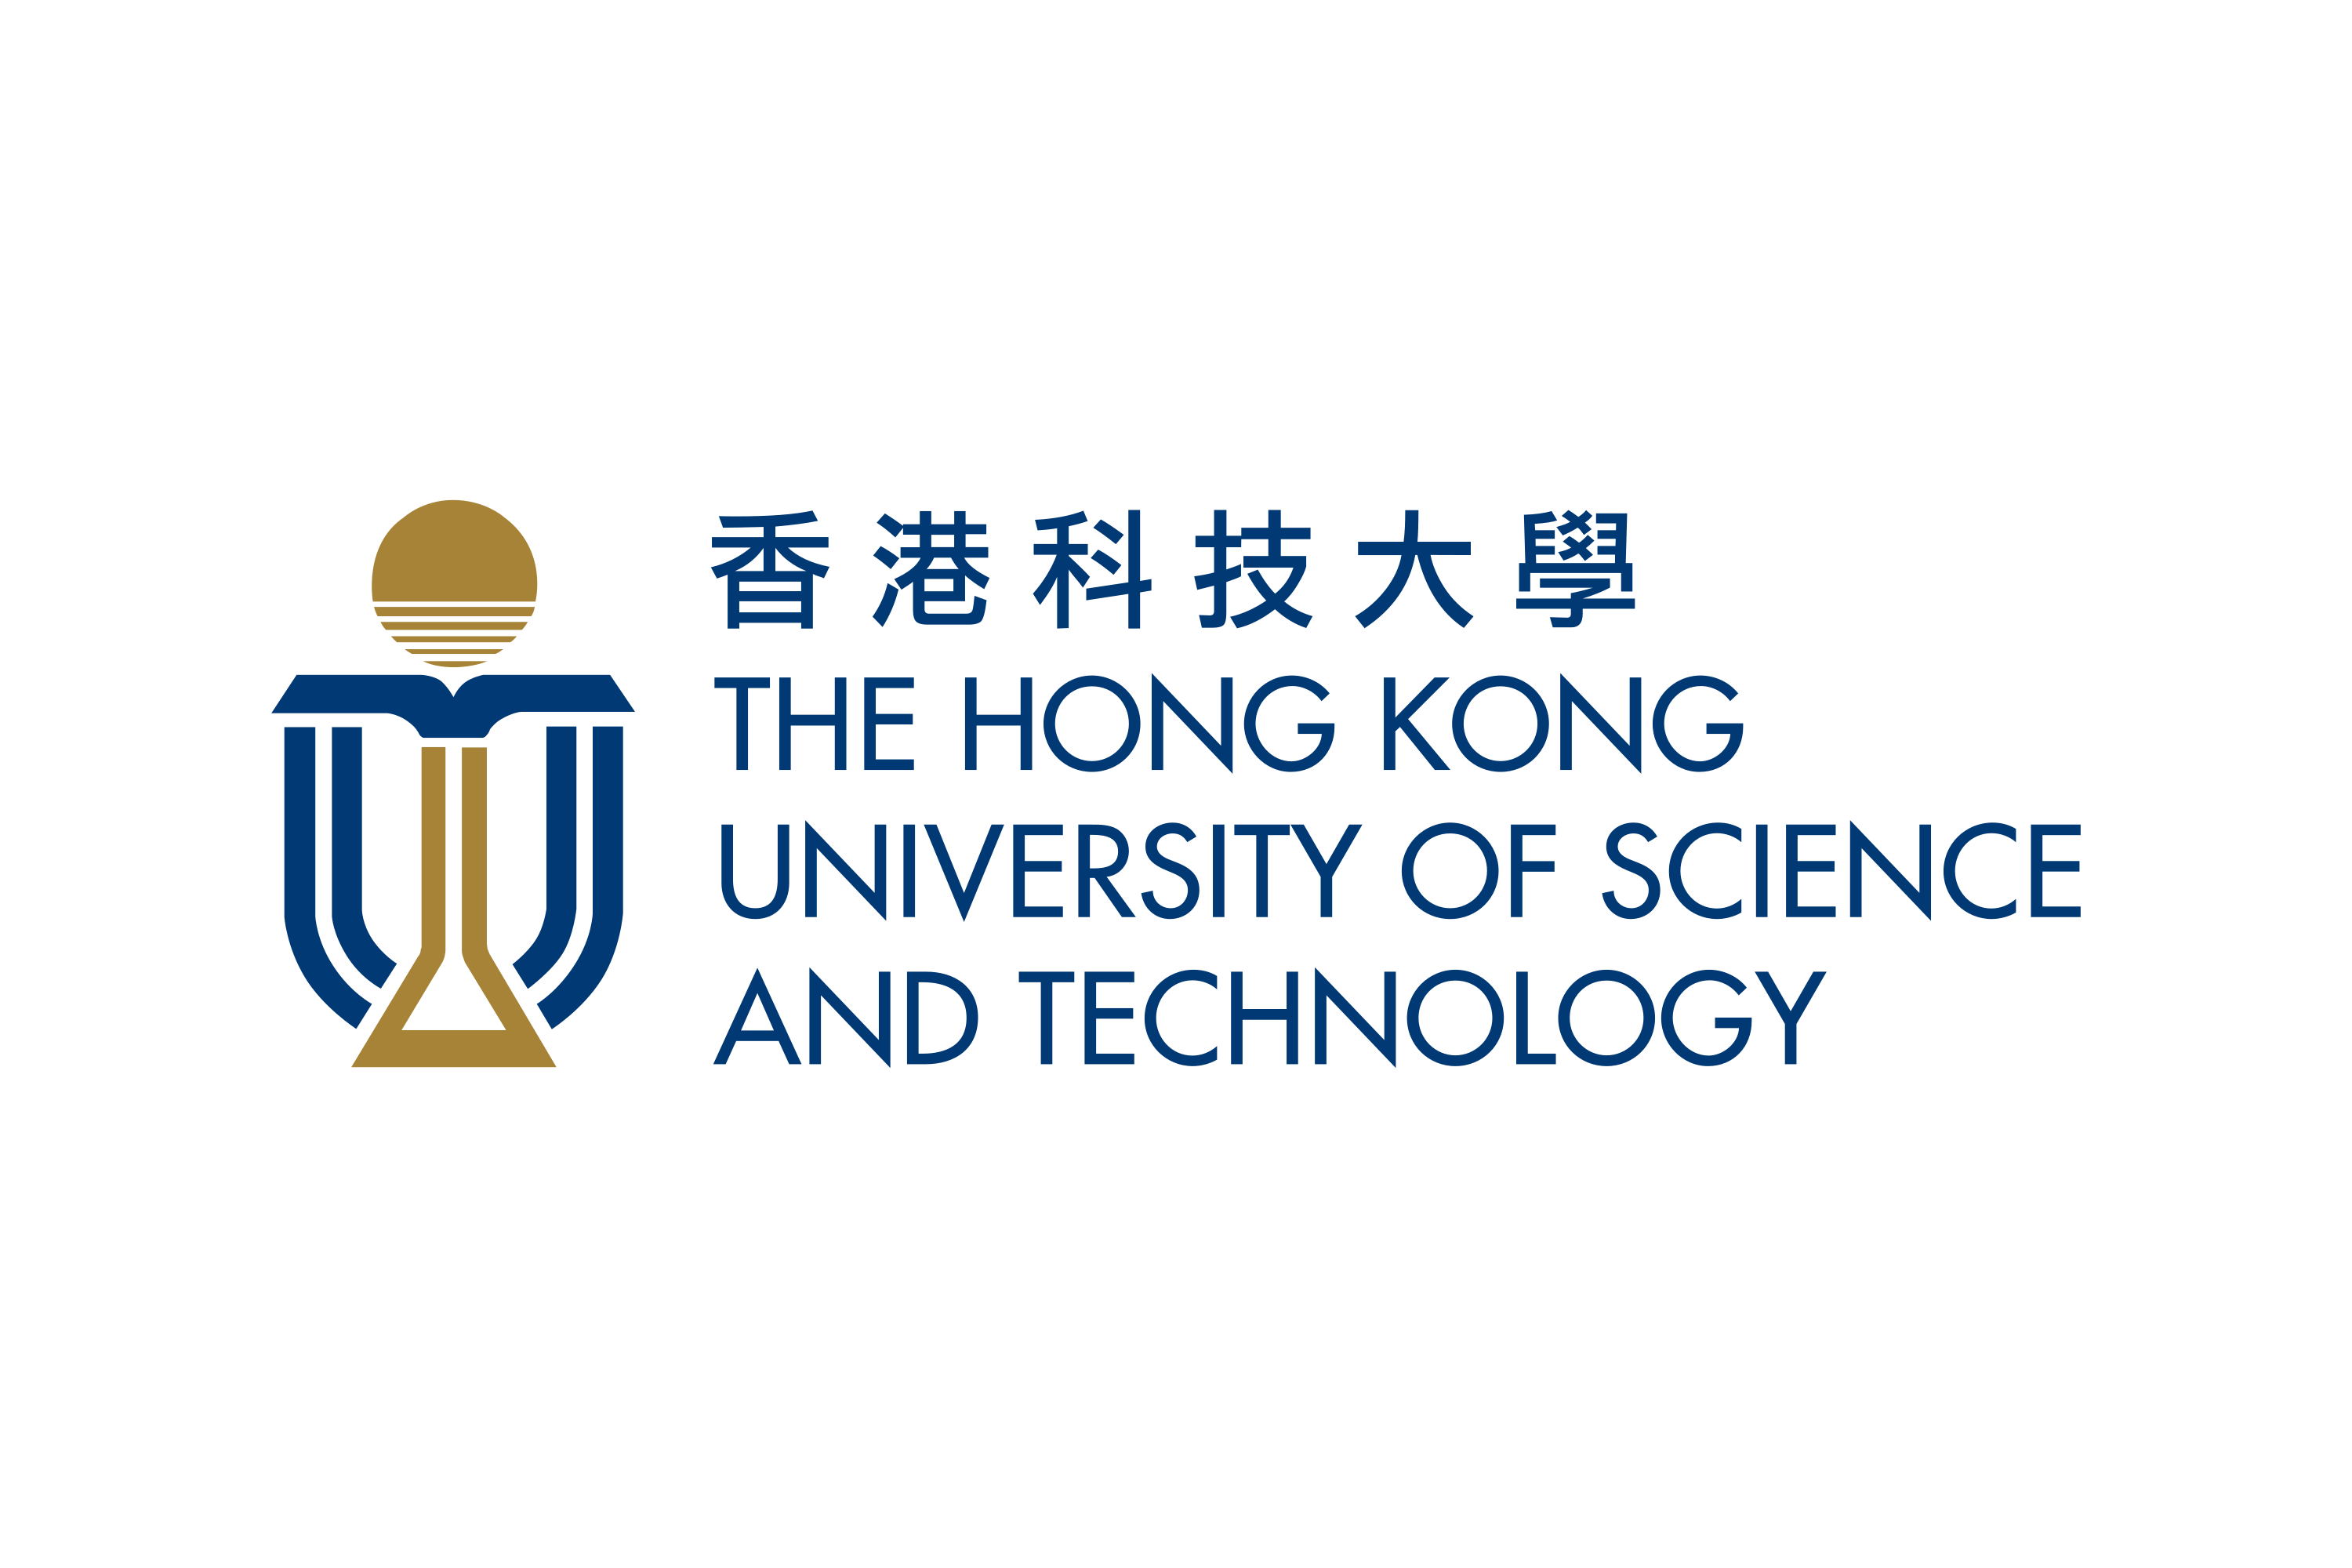 香港科技大學
THE HONG KONG
UNIVERSITY OF SCIENCE
AND TECHNOLOGY